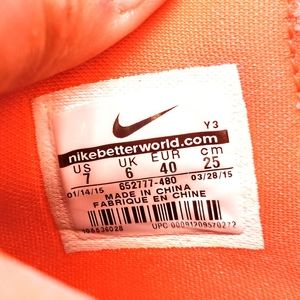 Y3
nikebetterworld.com
US UK EUR cm
7 6 40 25
01/14/15 03/28/15
652777-480
MADE IN CHINA
FABRIQUE EN CHINE